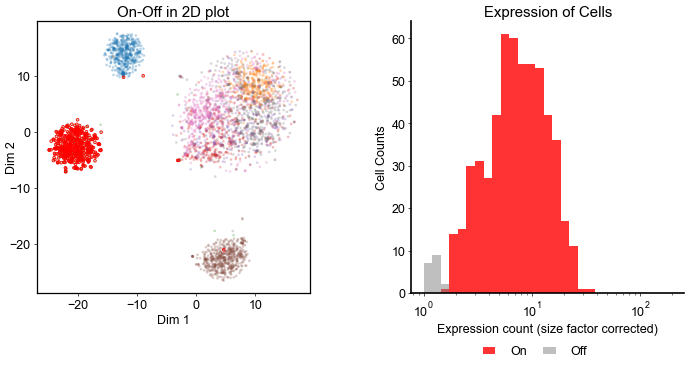 On-Off in 2D plot
Dim 2
10
0
−10
−20
−20
−10
0
10
Dim 1
Expression of Cells
Cell Counts
60
50
40
30
20
10
0
10^0
10^1
10^2
Expression count (size factor corrected)
On
Off